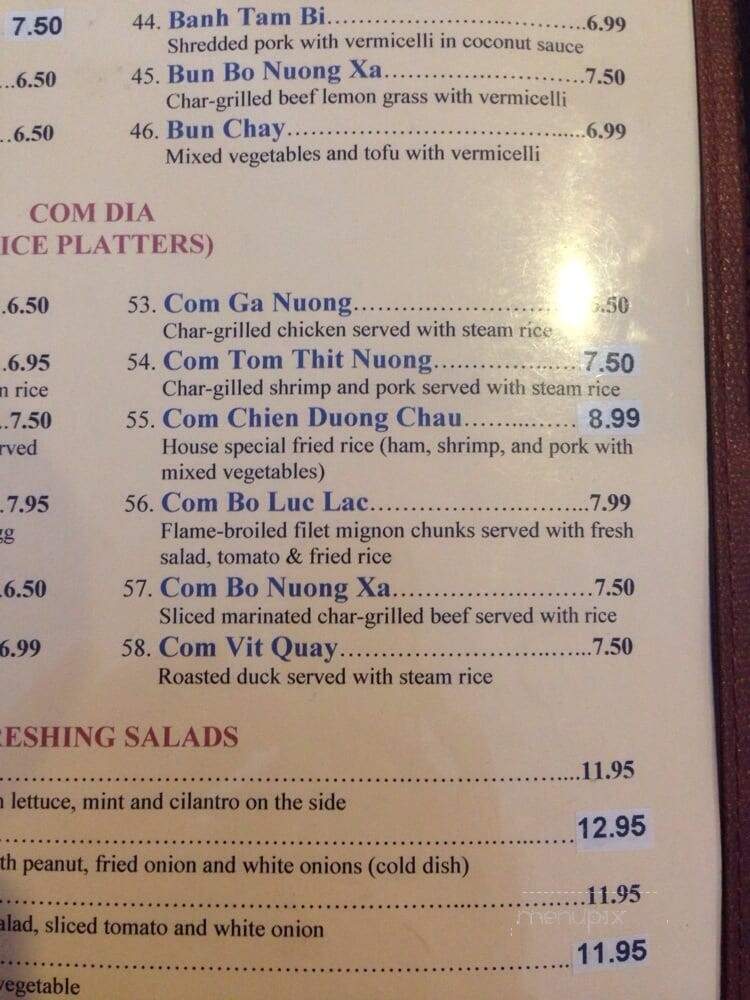 7.50
44. Banh Tam Bi..............................................6.99
Shredded pork with vermicelli in coconut sauce
...6.50
45. Bun Bo Nuong Xa....................................7.50
Char-grilled beef lemon grass with vermicelli
...6.50
46. Bun Chay....................................................6.99
Mixed vegetables and tofu with vermicelli
COM DIA
ICE PLATTERS)
.6.50
53. Com Ga Nuong....................................50
Char-grilled chicken served with steam rice
.6.95
54. Com Tom Thit Nuong.........................7.50
Char-gilled shrimp and pork served with steam rice
rice
..7.50
55. Com Chien Duong Chau....................8.99
House special fried rice (ham, shrimp, and pork with
mixed vegetables)
.7.95
56. Com Bo Luc Lac......................................7.99
Flame-broiled filet mignon chunks served with fresh
salad, tomato & fried rice
.6.50
57. Com Bo Nuong Xa...................................7.50
Sliced marinated char-grilled beef served with rice
6.99
58. Com Vit Quay..........................................7.50
Roasted duck served with steam rice
RESHING SALADS
....................................................................................11.95
lettuce, mint and cilantro on the side
....................................................................................12.95
th peanut, fried onion and white onions (cold dish)
....................................................................................11.95
alad, sliced tomato and white onion
....................................................................................11.95
vegetable
menupix